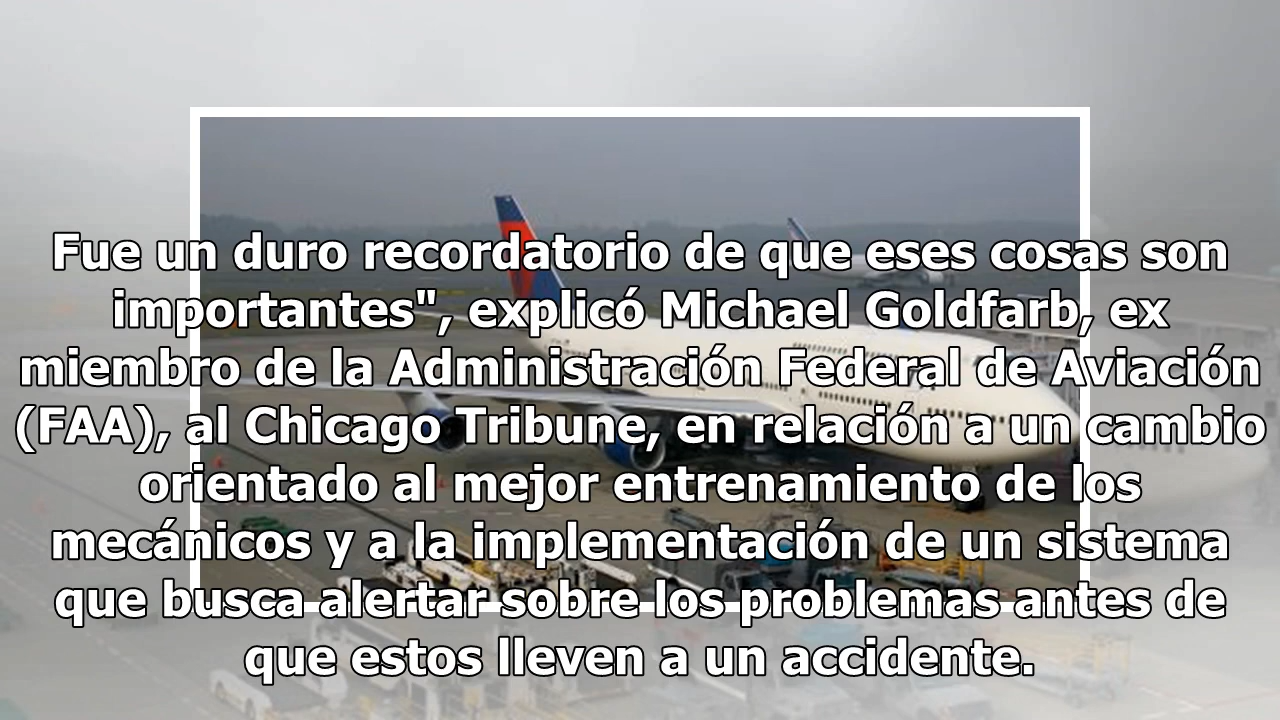 Fue un duro recordatorio de que eses cosas son
importantes", explicó Michael Goldfarb, ex
miembro de la Administración Federal de Aviación
(FAA), al Chicago Tribune, en relación a un cambio
orientado al mejor entrenamiento de los
mecánicos y a la implementación de un sistema
que busca alertar sobre los problemas antes de
que estos lleven a un accidente.